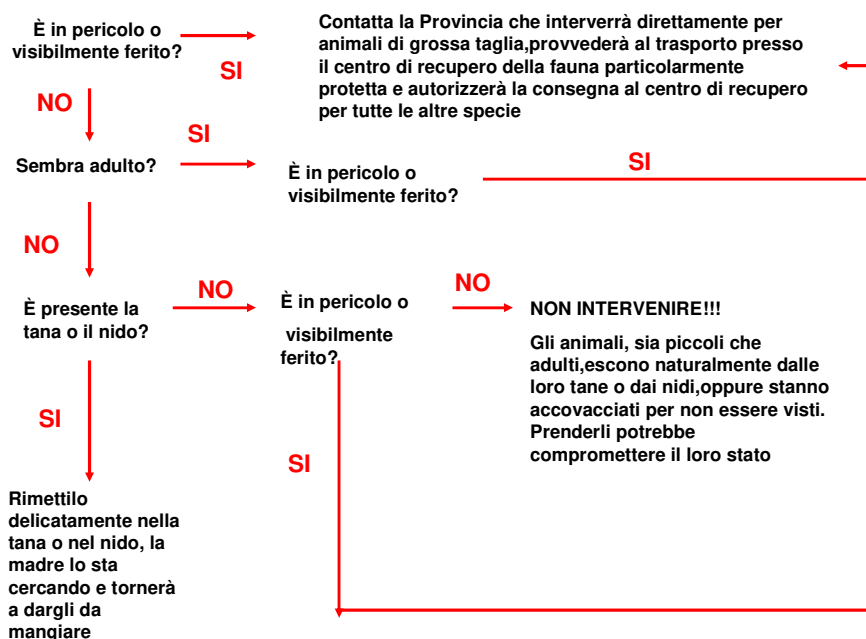 È in pericolo o
visibilmente ferito?
SI
Contatta la Provincia che interverrà direttamente per
animali di grossa taglia,provvederà al trasporto presso
il centro di recupero della fauna particolarmente
protetta e autorizzerà la consegna al centro di recupero
per tutte le altre specie
NO
Sembra adulto?
SI
È in pericolo o
visibilmente ferito?
SI
NO
È presente la
tana o il nido?
NO
È in pericolo o
visibilmente
ferito?
NO
NON INTERVENIRE!!!
Gli animali, sia piccoli che
adulti,escono naturalmente dalle
loro tane o dai nidi,oppure stanno
accovacciati per non essere visti.
Prenderli potrebbe
compromettere il loro stato
SI
SI
Rimettilo
delicatamente nella
tana o nel nido, la
madre lo sta
cercando e tornerà
a dargli da
mangiare